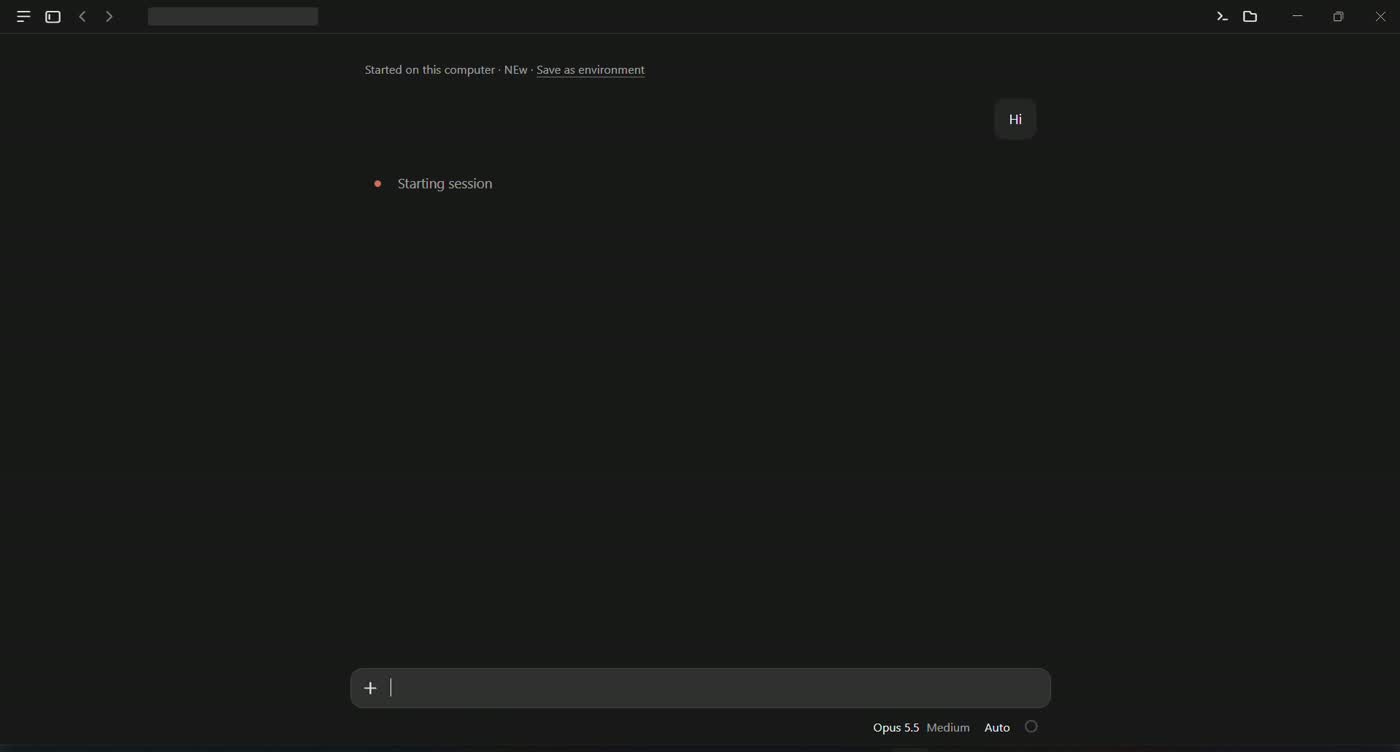 Started on this computer · NEw · Save as environment
Hi
Starting session
Opus 5.5 Medium Auto